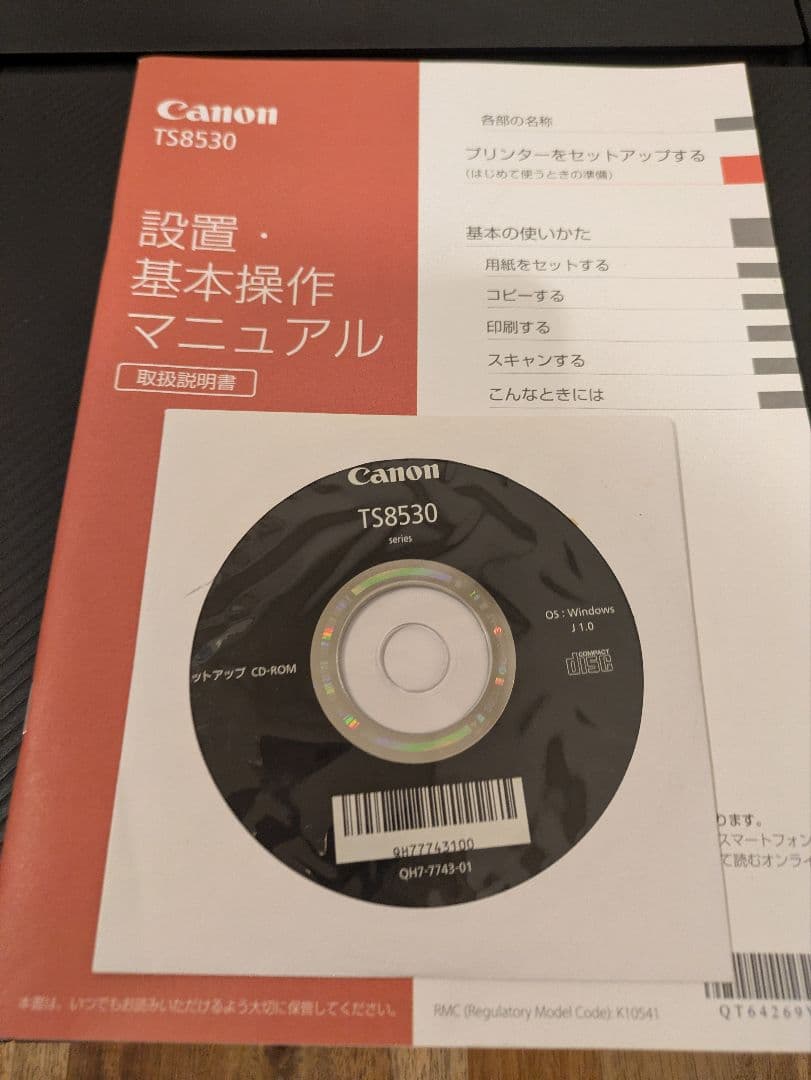 Canon
TS8530
設置・
基本操作
マニュアル
取扱説明書
各部の名称
プリンターをセットアップする
(はじめて使うときの準備)
基本の使いかた
用紙をセットする
コピーする
印刷する
スキャンする
こんなときには
Canon
TS8530
series
OS : Windows
J 1.0
COMPACT
disc
ットアップ CD-ROM
9H77743100
QH7-7743-01
ります。
スマートフォン
て読むオンライ
本書は、いつでもお読みいただけるよう大切に保管してください。
RMC (Regulatory Model Code): K10541
QT64269